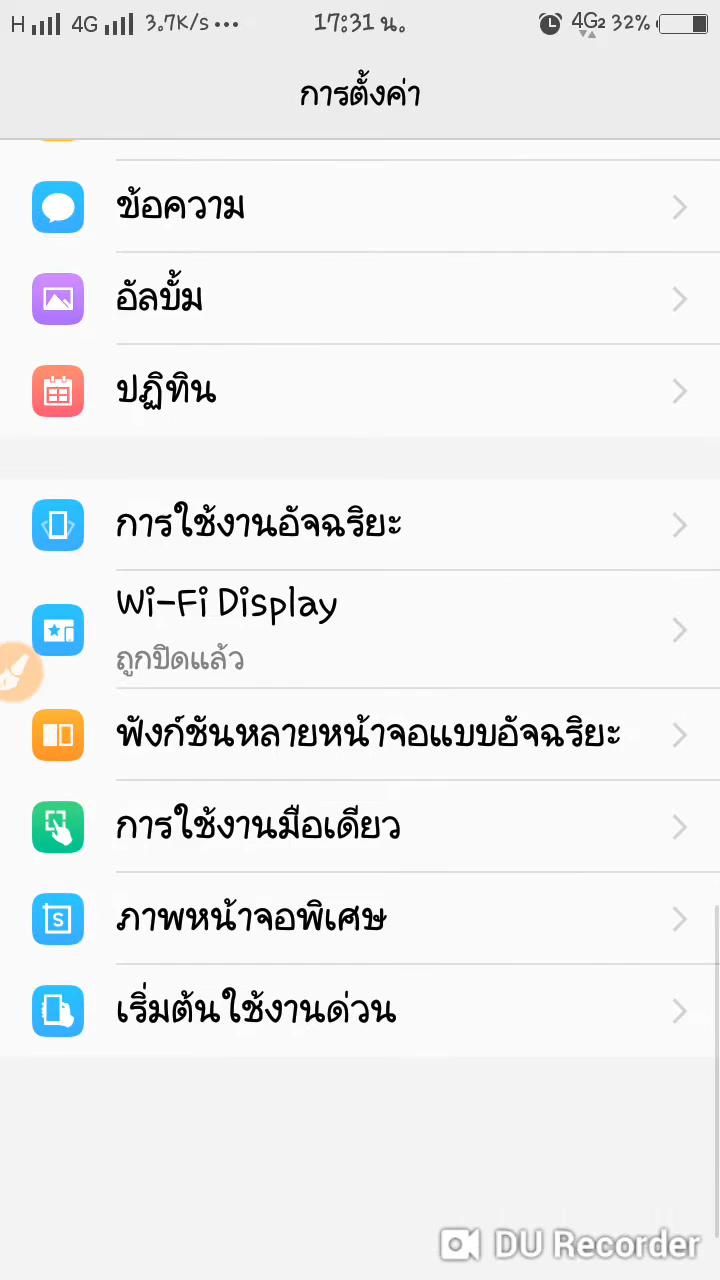 H 4G 3.7K/s ... 17:31 น. 4G2 32%
การตั้งค่า
ข้อความ
อัลบั้ม
ปฏิทิน
การใช้งานอัจฉริยะ
Wi-Fi Display
ถูกปิดแล้ว
ฟังก์ชันหลายหน้าจอแบบอัจฉริยะ
การใช้งานมือเดียว
S
ภาพหน้าจอพิเศษ
เริ่มต้นใช้งานด่วน
DU Recorder